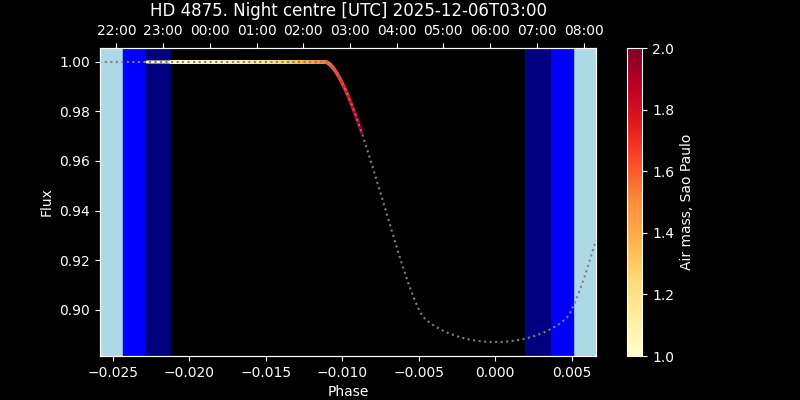 HD 4875. Night centre [UTC] 2025-12-06T03:00
22:00 23:00 00:00 01:00 02:00 03:00 04:00 05:00 06:00 07:00 08:00
1.00
0.98
0.96
0.94
0.92
0.90
Flux
−0.025 −0.020 −0.015 −0.010 −0.005 0.000 0.005
Phase
2.0
1.8
1.6
1.4
1.2
1.0
Air mass, Sao Paulo